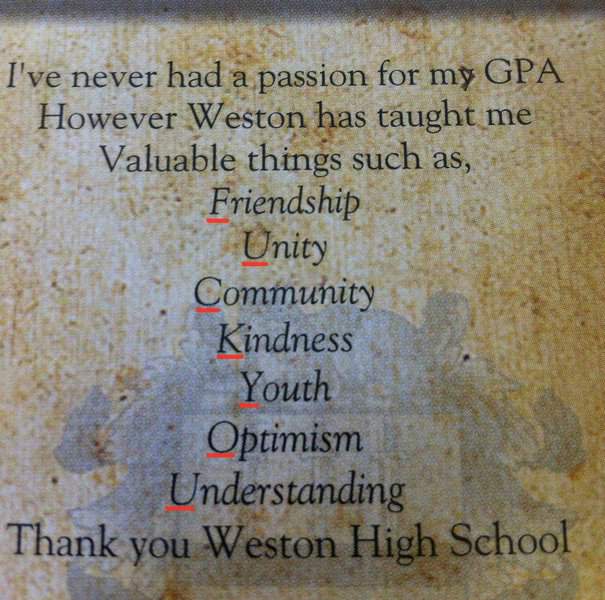 I've never had a passion for my GPA
However Weston has taught me
Valuable things such as,
Friendship
Unity
Community
Kindness
Youth
Optimism
Understanding
Thank you Weston High School